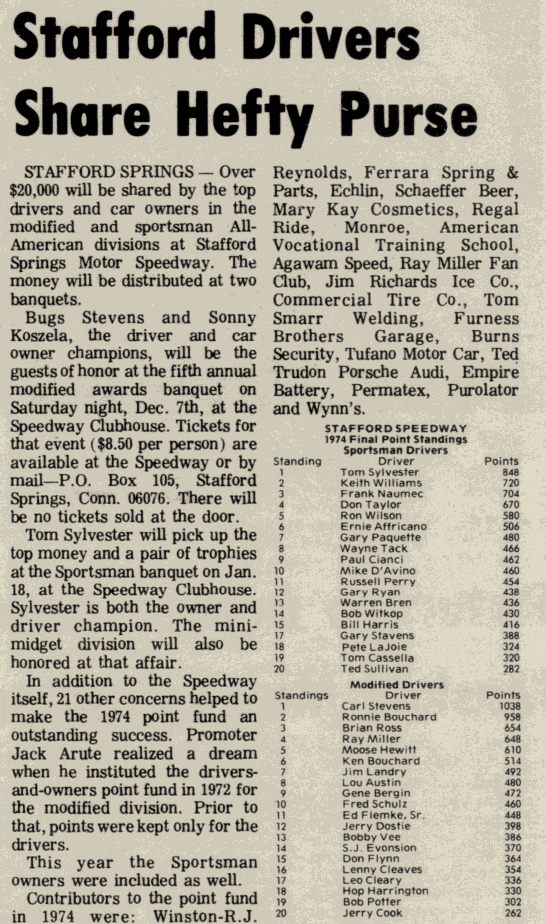 Stafford Drivers
Share Hefty Purse
STAFFORD SPRINGS — Over
$20,000 will be shared by the top
drivers and car owners in the
modified and sportsman All-
American divisions at Stafford
Springs Motor Speedway. The
money will be distributed at two
banquets.
Bugs Stevens and Sonny
Koszela, the driver and car
owner champions, will be the
guests of honor at the fifth annual
modified awards banquet on
Saturday night, Dec. 7th, at the
Speedway Clubhouse. Tickets for
that event ($8.50 per person) are
available at the Speedway or by
mail—P.O. Box 105, Stafford
Springs, Conn. 06076. There will
be no tickets sold at the door.
Tom Sylvester will pick up the
top money and a pair of trophies
at the Sportsman banquet on Jan.
18, at the Speedway Clubhouse.
Sylvester is both the owner and
driver champion. The mini-
midget division will also be
honored at that affair.
In addition to the Speedway
itself, 21 other concerns helped to
make the 1974 point fund an
outstanding success. Promoter
Jack Arute realized a dream
when he instituted the drivers-
and-owners point fund in 1972 for
the modified division. Prior to
that, points were kept only for the
drivers.
This year the Sportsman
owners were included as well.
Contributors to the point fund
in 1974 were: Winston-R.J.
Reynolds, Ferrara Spring &
Parts, Echlin, Schaeffer Beer,
Mary Kay Cosmetics, Regal
Ride, Monroe, American
Vocational Training School,
Agawam Speed, Ray Miller Fan
Club, Jim Richards Ice Co.,
Commercial Tire Co., Tom
Smarr Welding, Furness
Brothers Garage, Burns
Security, Tufano Motor Car, Ted
Trudon Porsche Audi, Empire
Battery, Permatex, Purolator
and Wynn's.
STAFFORD SPEEDWAY
1974 Final Point Standings
Sportsman Drivers
Standing Driver Points
1 Tom Sylvester 848
2 Keith Williams 720
3 Frank Naumec 704
4 Don Taylor 670
5 Ron Wilson 580
6 Ernie Affricano 506
7 Gary Paquette 480
8 Wayne Tack 466
9 Paul Cianci 462
10 Mike D'Avino 460
11 Russell Perry 454
12 Gary Ryan 438
13 Warren Bren 436
14 Bob Witkop 430
15 Bill Harris 416
17 Gary Stavens 388
18 Pete LaJoie 324
19 Tom Cassella 320
20 Ted Sullivan 282
Modified Drivers
Standings Driver Points
1 Carl Stevens 1038
2 Ronnie Bouchard 958
3 Brian Ross 654
4 Ray Miller 648
5 Moose Hewitt 610
6 Ken Bouchard 514
7 Jim Landry 492
8 Lou Austin 480
9 Gene Bergin 472
10 Fred Schulz 460
11 Ed Flemke, Sr. 448
12 Jerry Dostie 398
13 Bobby Vee 386
14 S.J. Evonsion 370
15 Don Flynn 364
16 Lenny Cleaves 354
17 Leo Cleary 336
18 Hop Harrington 330
19 Bob Potter 302
20 Jerry Cook 262